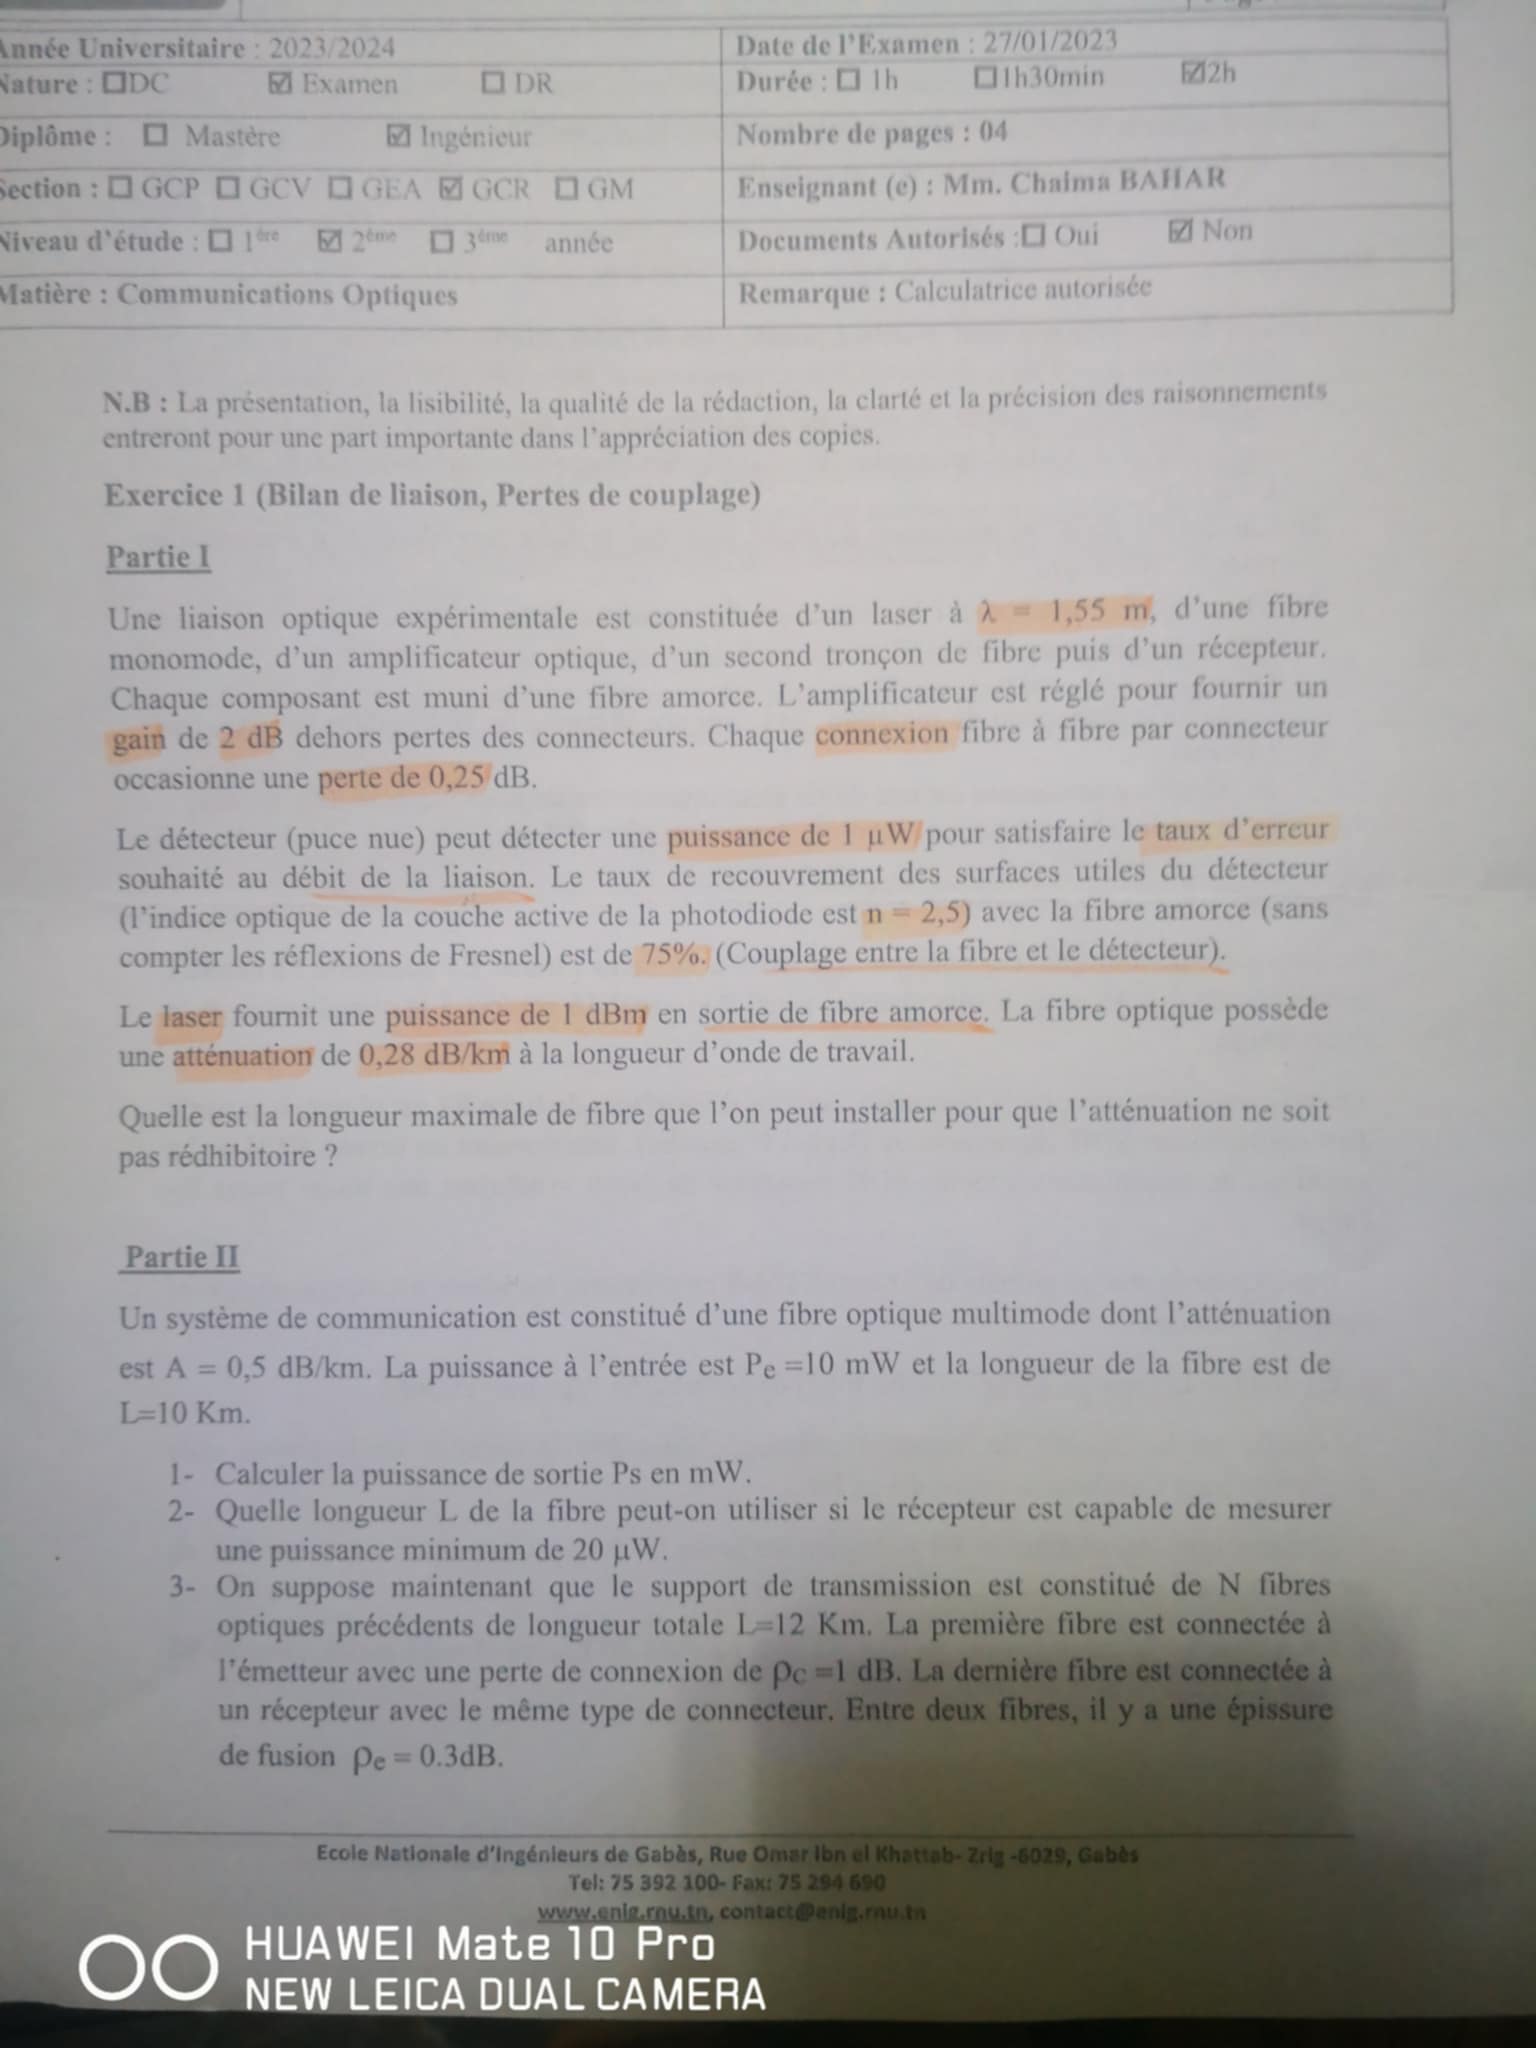 Année Universitaire : 2023/2024
Date de l'Examen : 27/01/2023
Nature : ☐DC ☑ Examen ☐ DR
Durée : ☐ 1h ☐1h30min ☑2h
Diplôme : ☐ Mastère ☑ Ingénieur
Nombre de pages : 04
Section : ☐ GCP ☐ GCV ☐ GEA ☑ GCR ☐ GM
Enseignant (e) : Mm. Chaima BAHAR
Niveau d'étude : ☐ 1ère ☑ 2ème ☐ 3ème année
Documents Autorisés :☐ Oui ☑ Non
Matière : Communications Optiques
Remarque : Calculatrice autorisée
N.B : La présentation, la lisibilité, la qualité de la rédaction, la clarté et la précision des raisonnements
entreront pour une part importante dans l'appréciation des copies.
Exercice 1 (Bilan de liaison, Pertes de couplage)
Partie I
Une liaison optique expérimentale est constituée d'un laser à λ = 1,55 m, d'une fibre
monomode, d'un amplificateur optique, d'un second tronçon de fibre puis d'un récepteur.
Chaque composant est muni d'une fibre amorce. L'amplificateur est réglé pour fournir un
gain de 2 dB dehors pertes des connecteurs. Chaque connexion fibre à fibre par connecteur
occasionne une perte de 0,25 dB.
Le détecteur (puce nue) peut détecter une puissance de 1 µW pour satisfaire le taux d'erreur
souhaité au débit de la liaison. Le taux de recouvrement des surfaces utiles du détecteur
(l'indice optique de la couche active de la photodiode est n = 2,5) avec la fibre amorce (sans
compter les réflexions de Fresnel) est de 75%. (Couplage entre la fibre et le détecteur).
Le laser fournit une puissance de 1 dBm en sortie de fibre amorce. La fibre optique possède
une atténuation de 0,28 dB/km à la longueur d'onde de travail.
Quelle est la longueur maximale de fibre que l'on peut installer pour que l'atténuation ne soit
pas rédhibitoire ?
Partie II
Un système de communication est constitué d'une fibre optique multimode dont l'atténuation
est A = 0,5 dB/km. La puissance à l'entrée est Pe =10 mW et la longueur de la fibre est de
L=10 Km.
1- Calculer la puissance de sortie Ps en mW.
2- Quelle longueur L de la fibre peut-on utiliser si le récepteur est capable de mesurer
une puissance minimum de 20 µW.
3- On suppose maintenant que le support de transmission est constitué de N fibres
optiques précédents de longueur totale L=12 Km. La première fibre est connectée à
l'émetteur avec une perte de connexion de ρc =1 dB. La dernière fibre est connectée à
un récepteur avec le même type de connecteur. Entre deux fibres, il y a une épissure
de fusion ρe = 0.3dB.
Ecole Nationale d'Ingénieurs de Gabès, Rue Omar Ibn el Khattab- Zrig -6029, Gabès
Tel: 75 392 100- Fax: 75 294 690
www.enig.rnu.tn, contact@enig.rnu.tn
HUAWEI Mate 10 Pro
NEW LEICA DUAL CAMERA